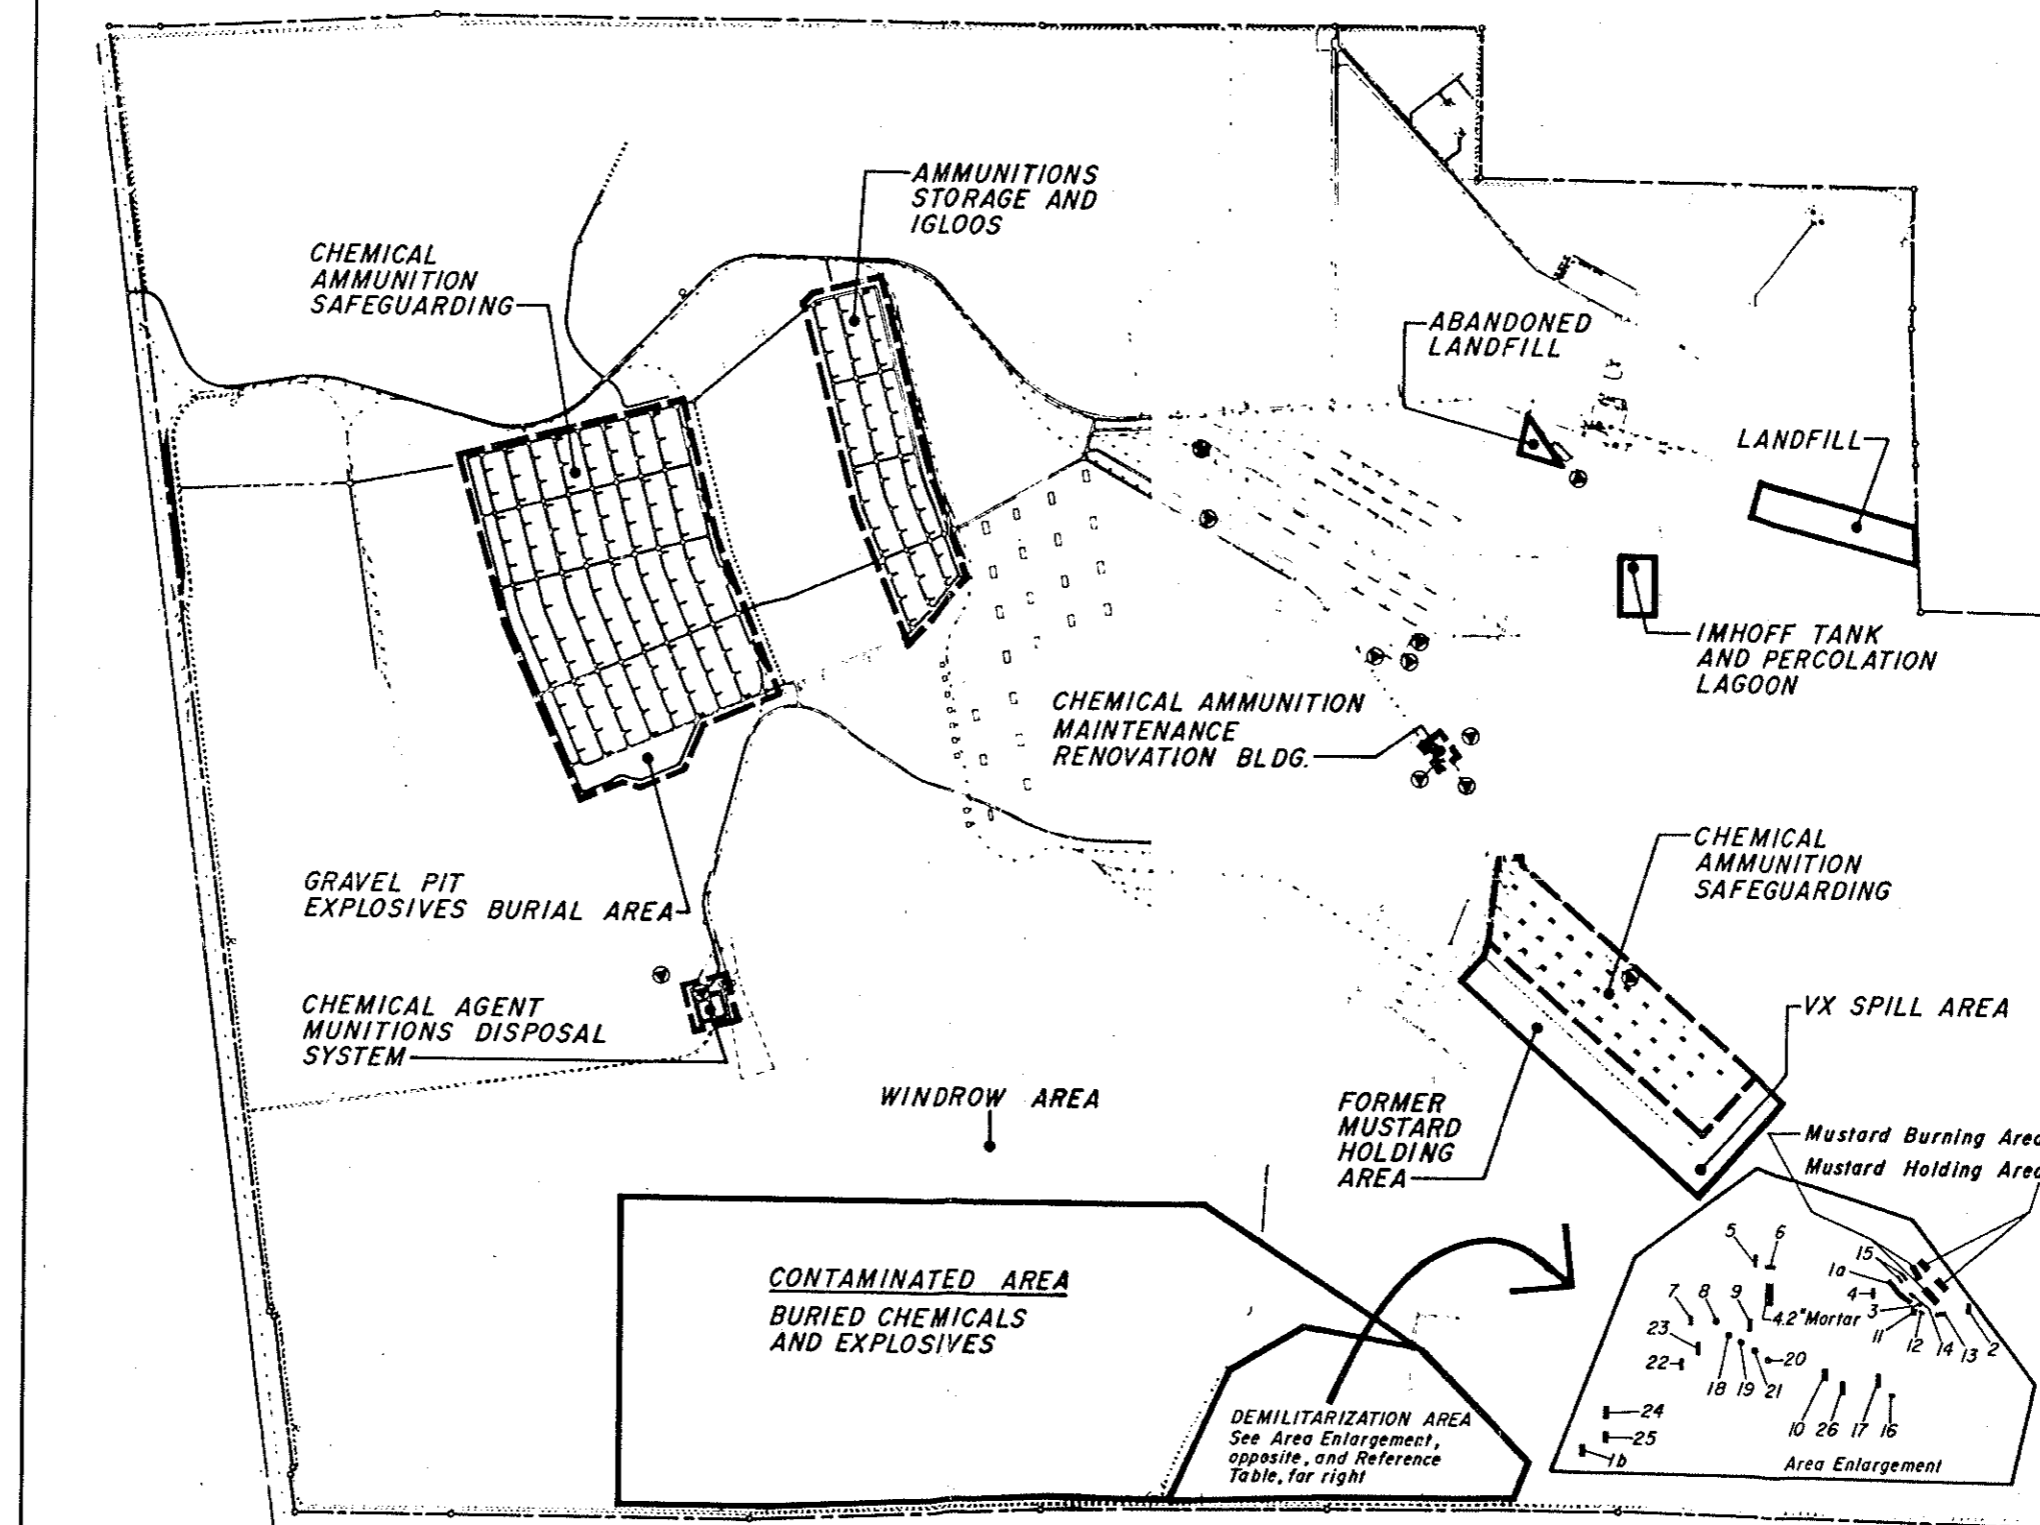 AMMUNITIONS
STORAGE AND
IGLOOS
CHEMICAL
AMMUNITION
SAFEGUARDING
ABANDONED
LANDFILL
LANDFILL
IMHOFF TANK
AND PERCOLATION
LAGOON
CHEMICAL AMMUNITION
MAINTENANCE
RENOVATION BLDG.
CHEMICAL
AMMUNITION
SAFEGUARDING
GRAVEL PIT
EXPLOSIVES BURIAL AREA
CHEMICAL AGENT
MUNITIONS DISPOSAL
SYSTEM
VX SPILL AREA
WINDROW AREA
FORMER
MUSTARD
HOLDING
AREA
Mustard Burning Area
Mustard Holding Area
CONTAMINATED AREA
BURIED CHEMICALS
AND EXPLOSIVES
DEMILITARIZATION AREA
See Area Enlargement,
opposite, and Reference
Table, far right
5
6
15
1a
4
3
7
8
9
4.2" Mortar
11
12
14
13
2
23
22
20
18
19
21
24
25
1b
10
26
17
16
Area Enlargement